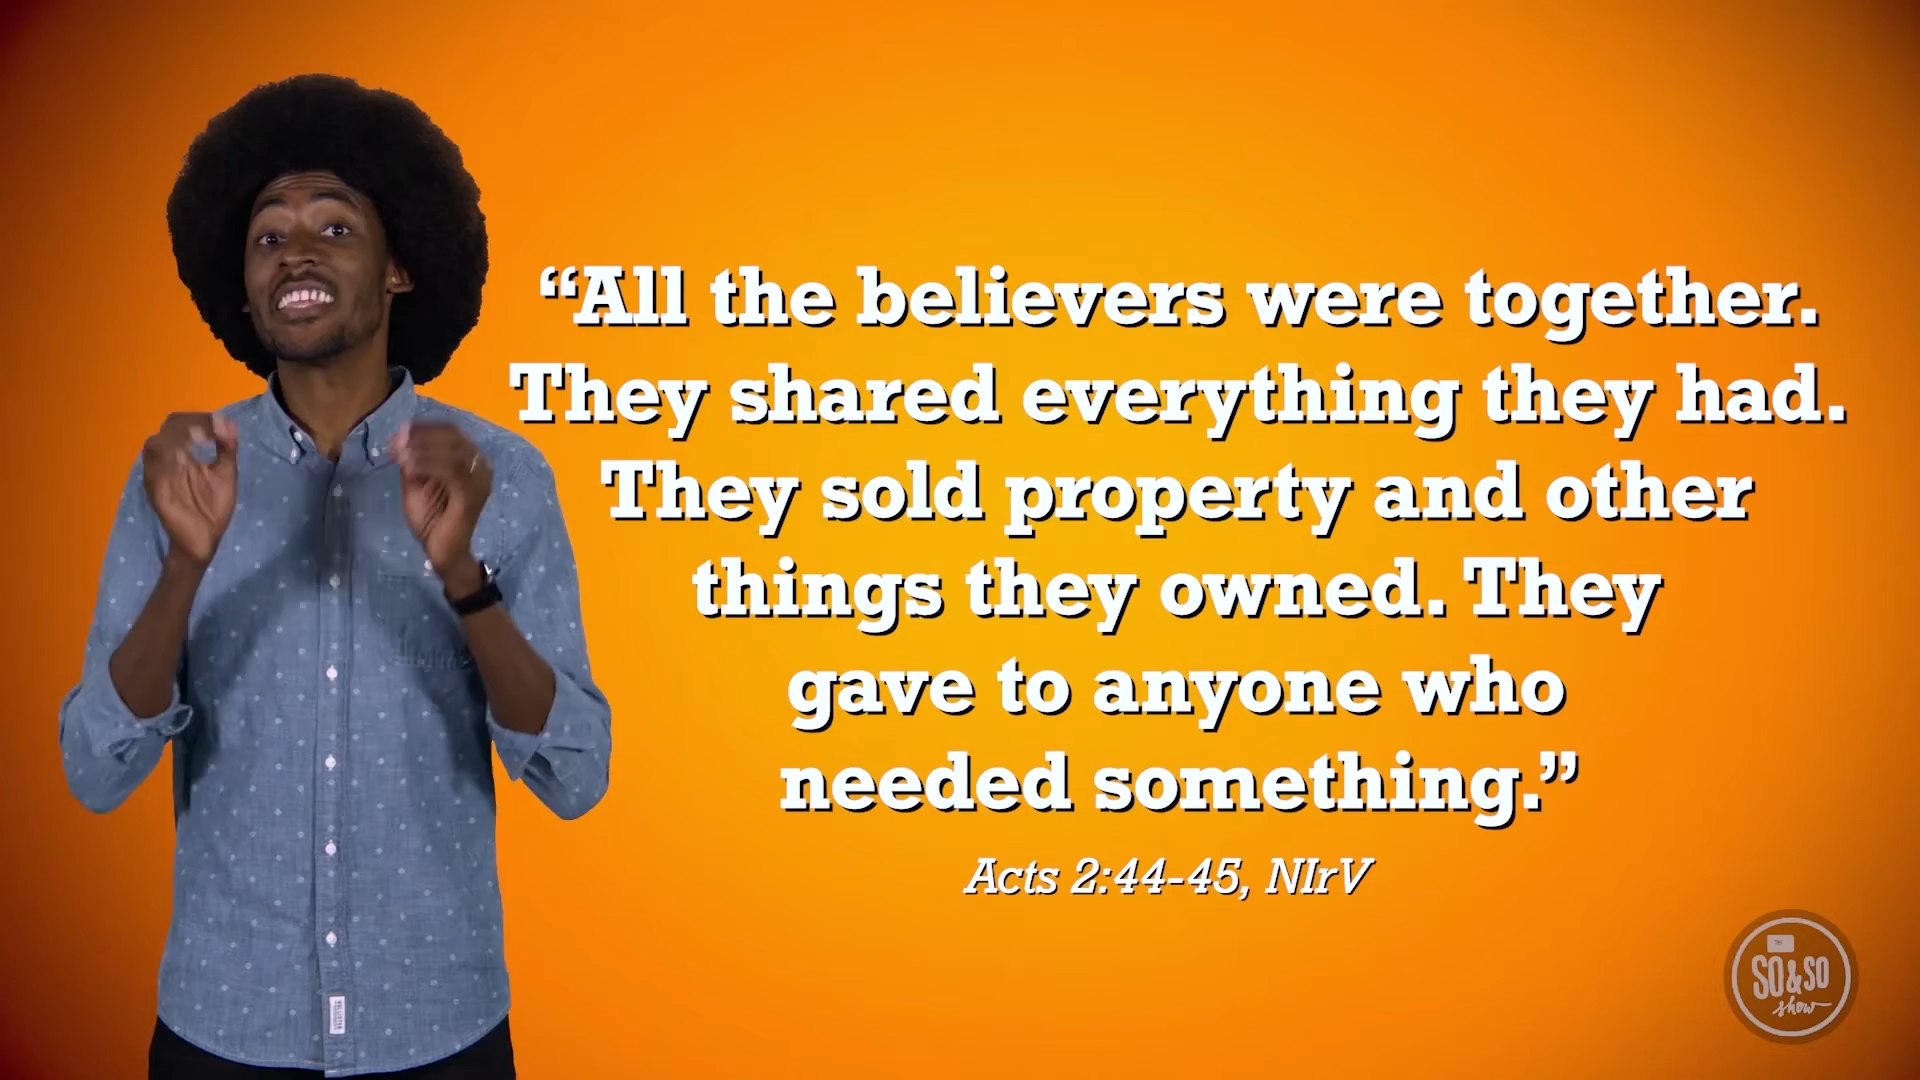 “All the believers were together.
They shared everything they had.
They sold property and other
things they owned. They
gave to anyone who
needed something.”
Acts 2:44-45, NIrV
THE
SO & SO
show